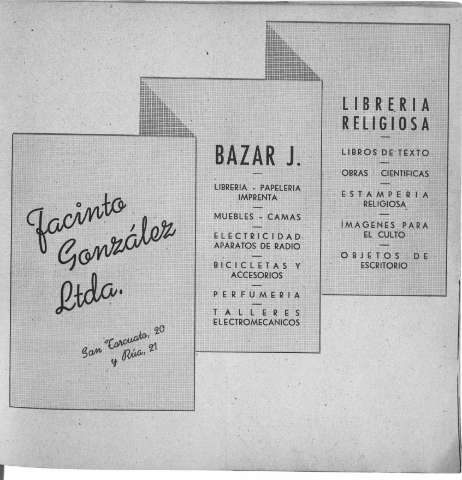 Jacinto
González
Ltda.
San Torcuato, 20
y Rúa, 21
BAZAR J.
LIBRERIA - PAPELERIA
IMPRENTA
MUEBLES - CAMAS
ELECTRICIDAD
APARATOS DE RADIO
BICICLETAS Y
ACCESORIOS
PERFUMERIA
TALLERES
ELECTROMECANICOS
LIBRERIA
RELIGIOSA
LIBROS DE TEXTO
OBRAS CIENTIFICAS
ESTAMPERIA
RELIGIOSA
IMAGENES PARA
EL CULTO
OBJETOS DE
ESCRITORIO